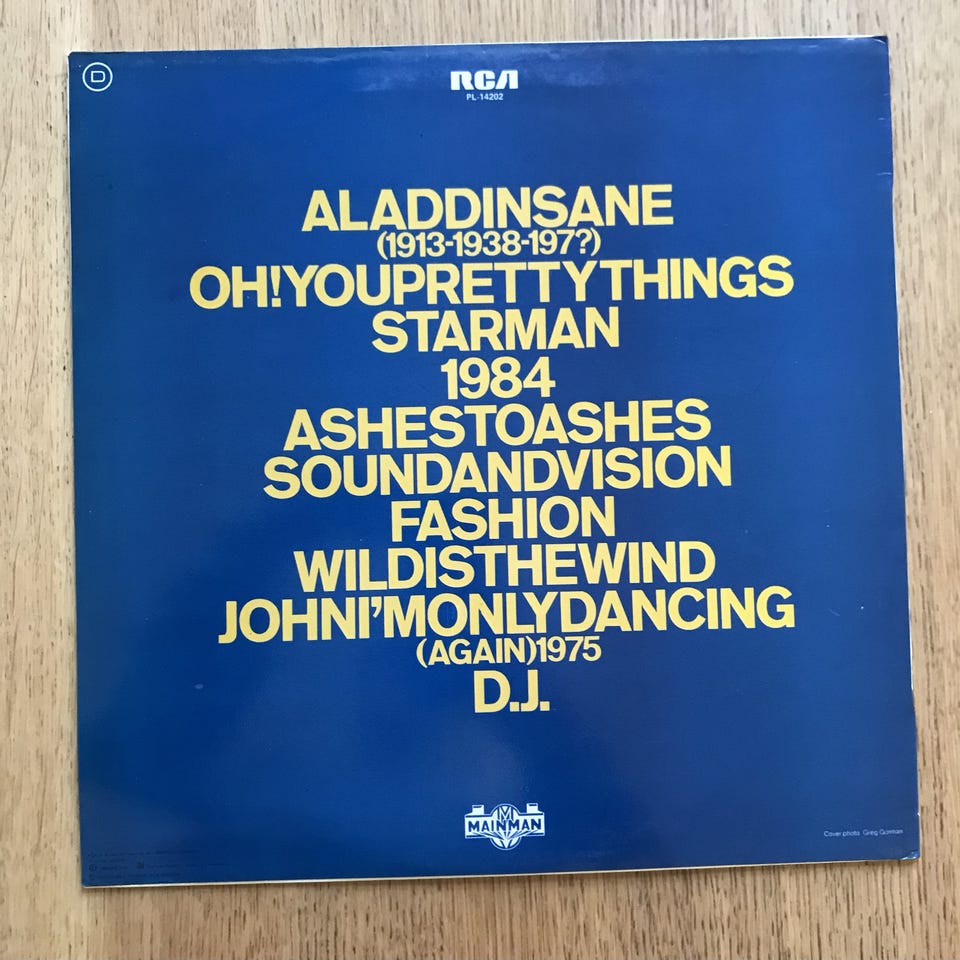 D
RCA
PL-14202
ALADDINSANE
(1913-1938-197?)
OH!YOUPRETTYTHINGS
STARMAN
1984
ASHESTOASHES
SOUNDANDVISION
FASHION
WILDISTHEWIND
JOHNI'MONLYDANCING
(AGAIN)1975
D.J.
M
MAINMAN
Cover photo Greg Gorman